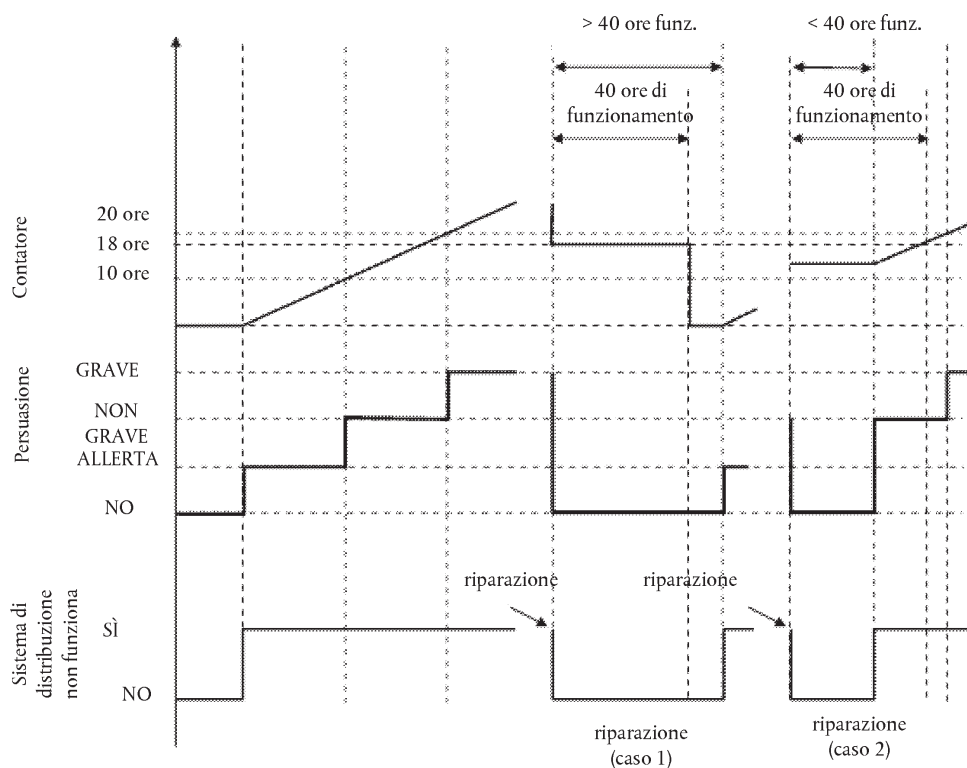 > 40 ore funz.
< 40 ore funz.
40 ore di
funzionamento
40 ore di
funzionamento
Contatore
20 ore
18 ore
10 ore
Persuasione
GRAVE
NON
GRAVE
ALLERTA
NO
Sistema di
distribuzione
non funziona
SÌ
NO
riparazione
riparazione
riparazione
(caso 1)
riparazione
(caso 2)